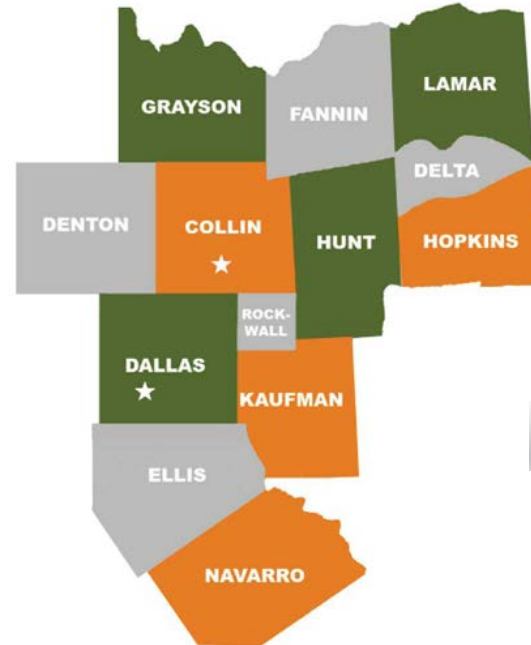 LAMAR
GRAYSON
FANNIN
DELTA
DENTON
COLLIN
HUNT
HOPKINS
ROCK-
WALL
DALLAS
KAUFMAN
ELLIS
NAVARRO